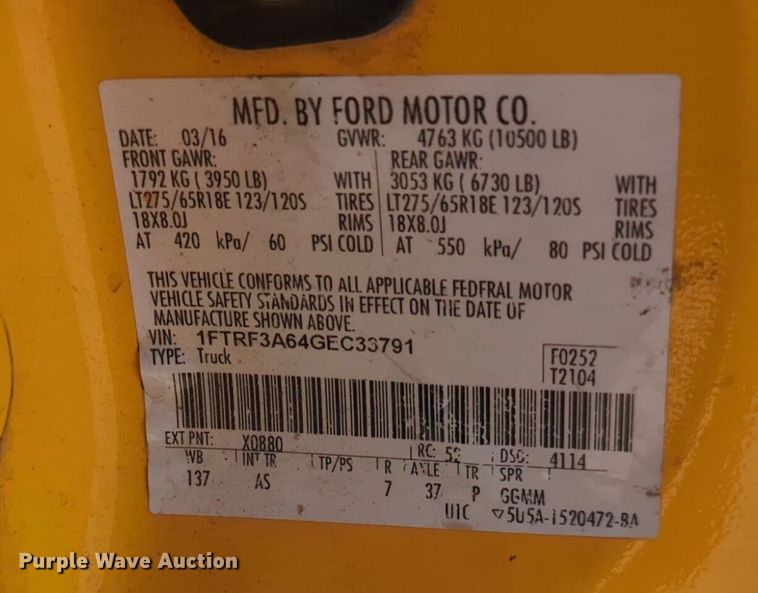 MFD. BY FORD MOTOR CO.
DATE: 03/16 GVWR: 4763 KG (10500 LB)
FRONT GAWR: REAR GAWR:
1792 KG ( 3950 LB) WITH 3053 KG ( 6730 LB) WITH
LT275/65R18E 123/120S TIRES LT275/65R18E 123/120S TIRES
18X8.0J RIMS 18X8.0J RIMS
AT 420 kPa/ 60 PSI COLD AT 550 kPa/ 80 PSI COLD
THIS VEHICLE CONFORMS TO ALL APPLICABLE FEDERAL MOTOR
VEHICLE SAFETY STANDARDS IN EFFECT ON THE DATE OF
MANUFACTURE SHOWN ABOVE.
VIN: 1FTRF3A64GEC33791
TYPE: Truck F0252
T2104
EXT PNT: X0880 RC: 52 DSO: 4114
WB INT TR TP/PS R AXLE TR SPR
137 AS 7 37 P GGMM
UTC ▽5U5A-1520472-BA
Purple Wave Auction